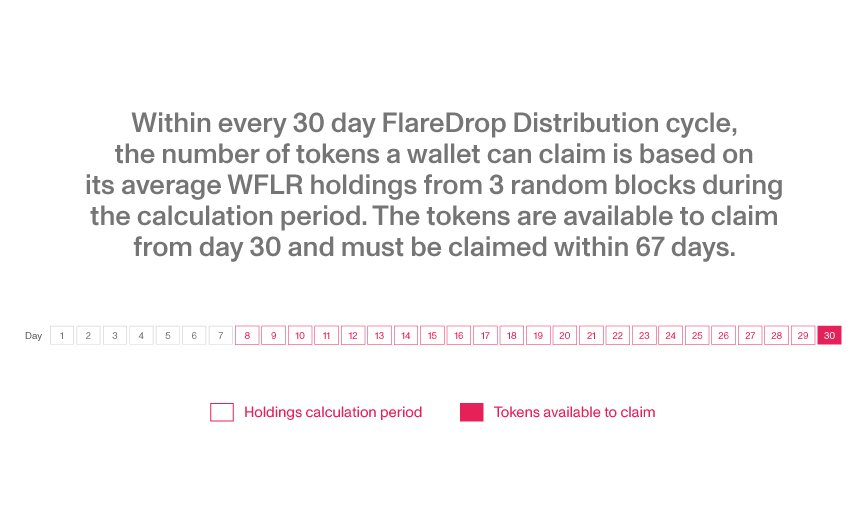 Within every 30 day FlareDrop Distribution cycle,
the number of tokens a wallet can claim is based on
its average WFLR holdings from 3 random blocks during
the calculation period. The tokens are available to claim
from day 30 and must be claimed within 67 days.
Day 1 2 3 4 5 6 7 8 9 10 11 12 13 14 15 16 17 18 19 20 21 22 23 24 25 26 27 28 29 30
Holdings calculation period Tokens available to claim